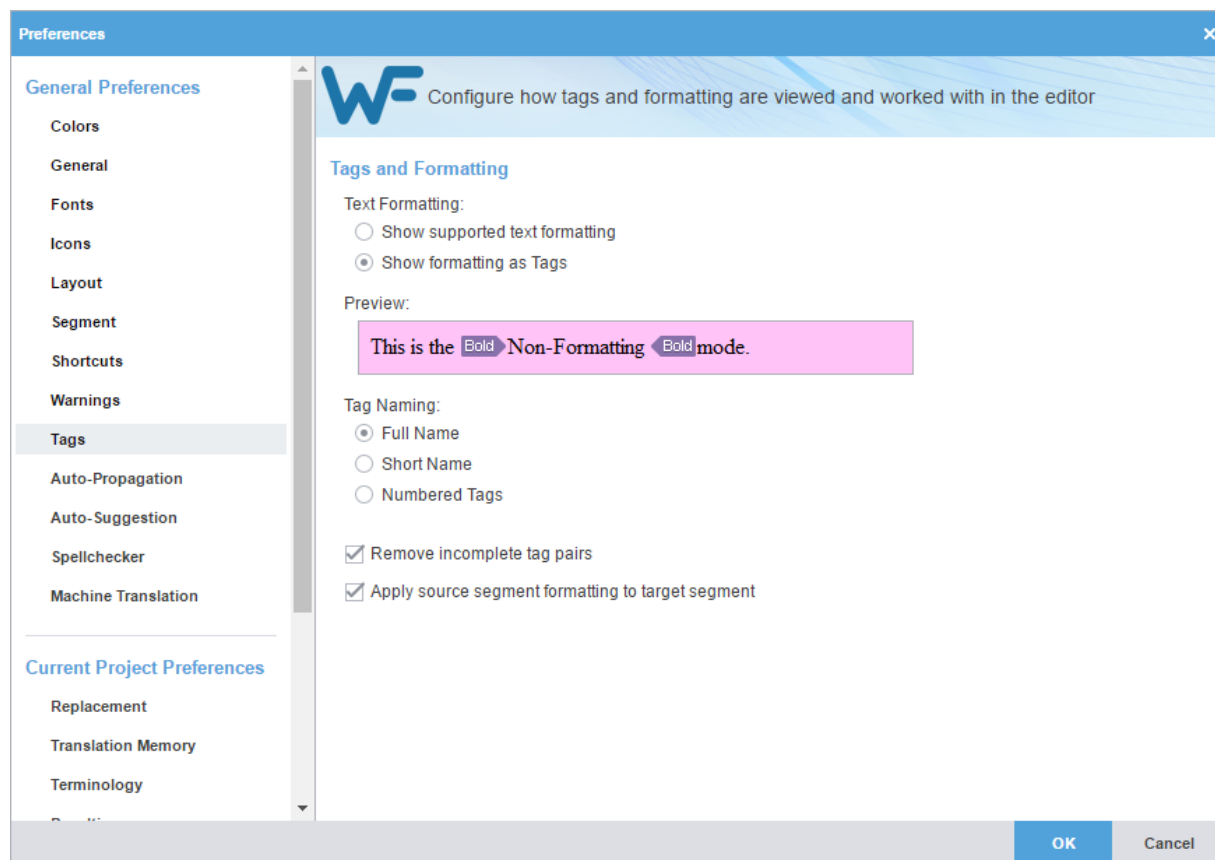 Preferences
General Preferences
Colors
General
Fonts
Icons
Layout
Segment
Shortcuts
Warnings
Tags
Auto-Propagation
Auto-Suggestion
Spellchecker
Machine Translation
Current Project Preferences
Replacement
Translation Memory
Terminology
WF
Configure how tags and formatting are viewed and worked with in the editor
Tags and Formatting
Text Formatting:
Show supported text formatting
Show formatting as Tags
Preview:
This is the Bold Non-Formatting Bold mode.
Tag Naming:
Full Name
Short Name
Numbered Tags
Remove incomplete tag pairs
Apply source segment formatting to target segment
OK Cancel